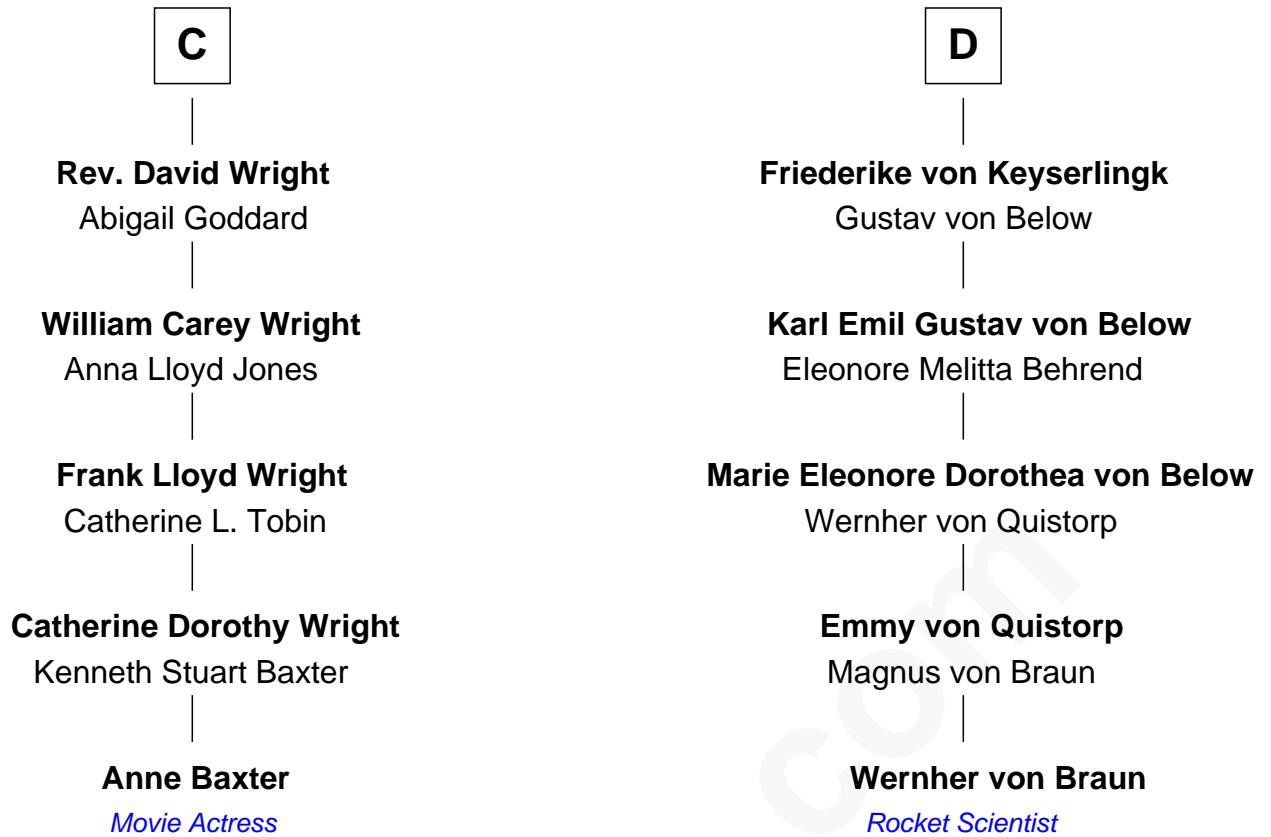 C
Rev. David Wright
Abigail Goddard
William Carey Wright
Anna Lloyd Jones
Frank Lloyd Wright
Catherine L. Tobin
Catherine Dorothy Wright
Kenneth Stuart Baxter
Anne Baxter
Movie Actress
D
Friederike von Keyserlingk
Gustav von Below
Karl Emil Gustav von Below
Eleonore Melitta Behrend
Marie Eleonore Dorothea von Below
Wernher von Quistorp
Emmy von Quistorp
Magnus von Braun
Wernher von Braun
Rocket Scientist
com